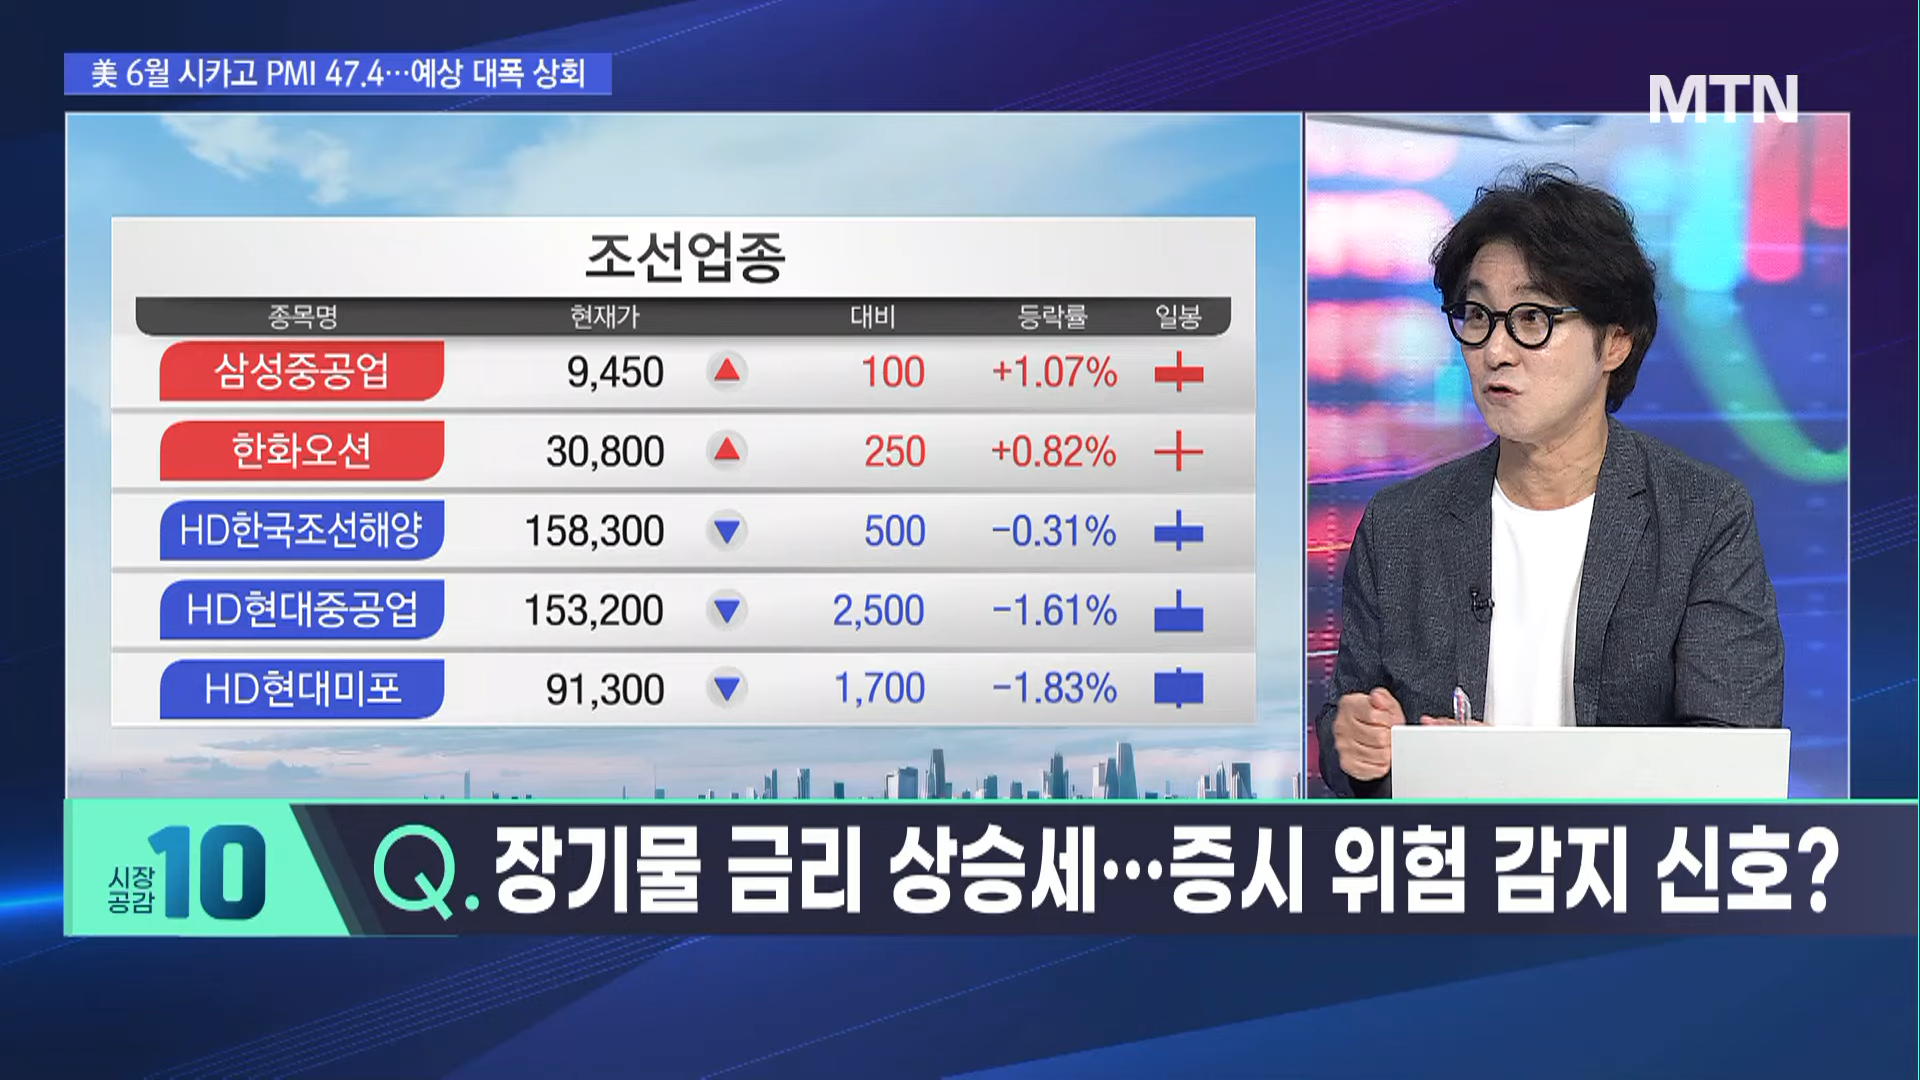 美 6월 시카고 PMI 47.4…예상 대폭 상회
MTN
조선업종
종목명 현재가 대비 등락률 일봉
삼성중공업 9,450 ▲ 100 +1.07%
한화오션 30,800 ▲ 250 +0.82%
HD한국조선해양 158,300 ▼ 500 -0.31%
HD현대중공업 153,200 ▼ 2,500 -1.61%
HD현대미포 91,300 ▼ 1,700 -1.83%
시장
공감
10
Q. 장기물 금리 상승세…증시 위험 감지 신호?